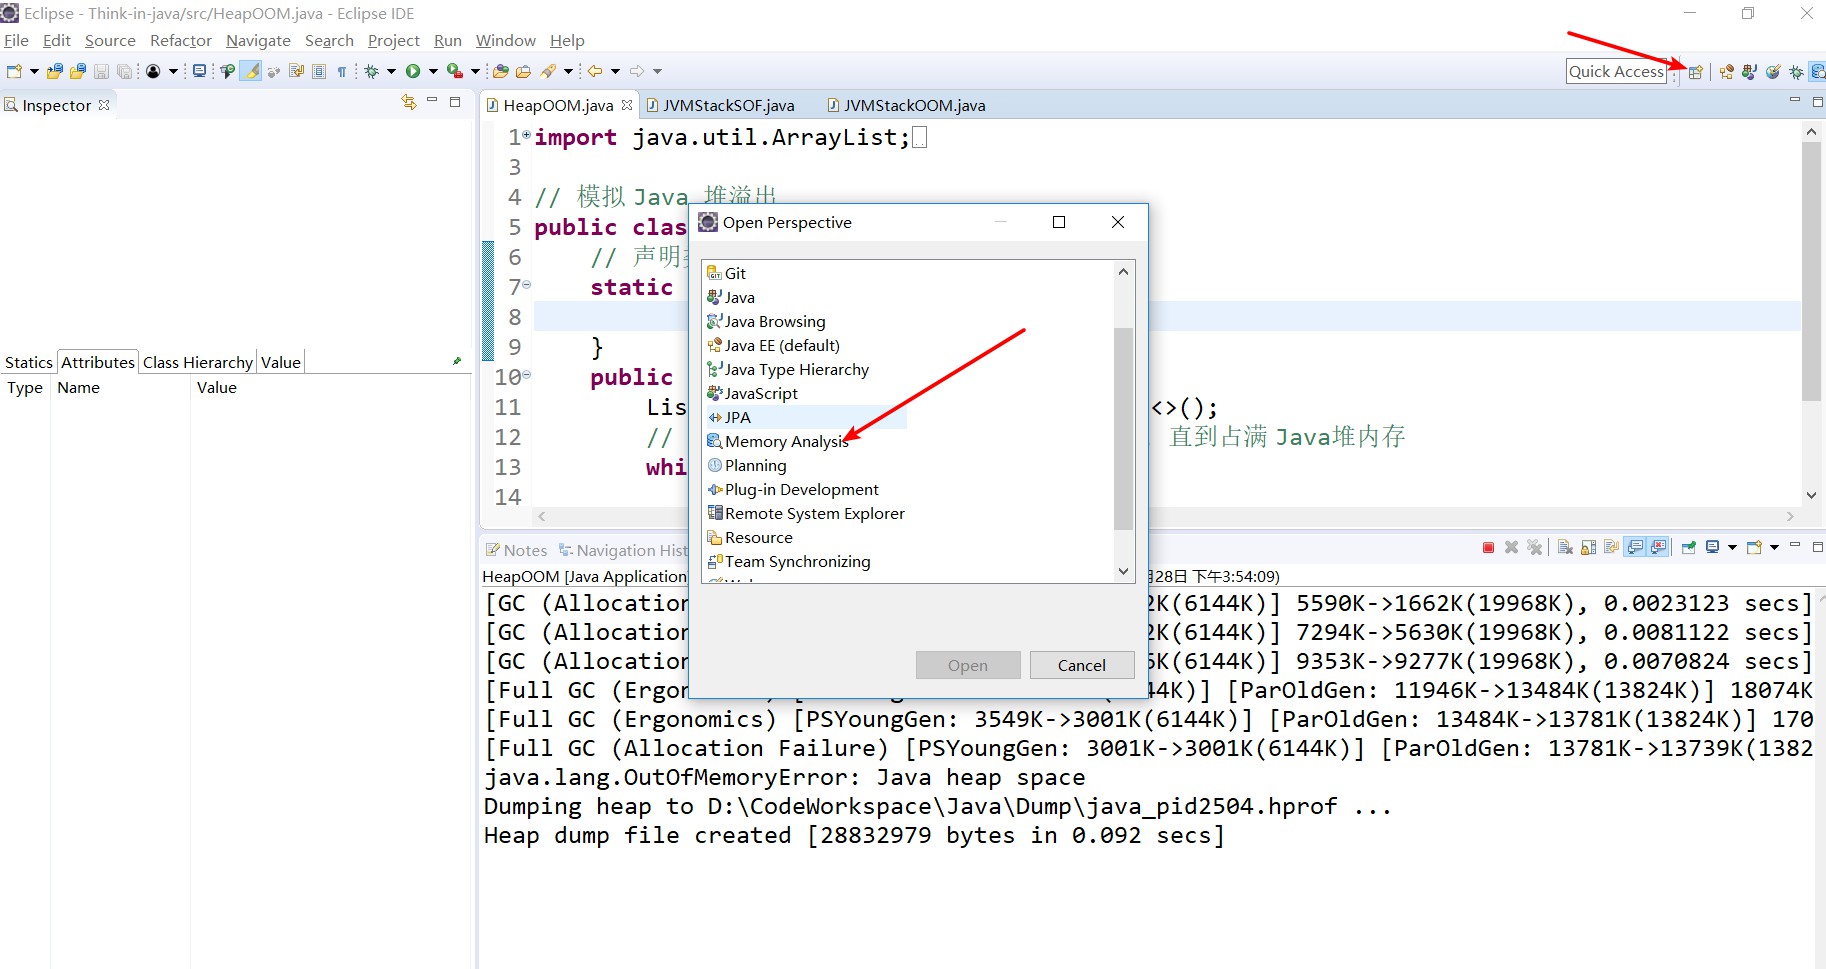 Eclipse - Think-in-java/src/HeapOOM.java - Eclipse IDE
File Edit Source Refactor Navigate Search Project Run Window Help
Quick Access
Inspector
HeapOOM.java JVMStackSOF.java JVMStackOOM.java
1 import java.util.ArrayList;
3
4 // 模拟 Java 堆溢出
5 public clas
6 // 声明
7 static
8
9 }
10 public
11 Lis <>();
12 // 直到占满 Java堆内存
13 whi
14
Open Perspective
Git
Java
Java Browsing
Java EE (default)
Java Type Hierarchy
JavaScript
JPA
Memory Analysis
Planning
Plug-in Development
Remote System Explorer
Resource
Team Synchronizing
Open Cancel
Statics Attributes Class Hierarchy Value
Type Name Value
Notes Navigation Hist
HeapOOM [Java Application 月28日 下午3:54:09)
[GC (Allocation 2K(6144K)] 5590K->1662K(19968K), 0.0023123 secs]
[GC (Allocation 2K(6144K)] 7294K->5630K(19968K), 0.0081122 secs]
[GC (Allocation K(6144K)] 9353K->9277K(19968K), 0.0070824 secs]
[Full GC (Ergo 44K)] [ParOldGen: 11946K->13484K(13824K)] 18074K
[Full GC (Ergonomics) [PSYoungGen: 3549K->3001K(6144K)] [ParOldGen: 13484K->13781K(13824K)] 170
[Full GC (Allocation Failure) [PSYoungGen: 3001K->3001K(6144K)] [ParOldGen: 13781K->13739K(1382
java.lang.OutOfMemoryError: Java heap space
Dumping heap to D:\CodeWorkspace\Java\Dump\java_pid2504.hprof ...
Heap dump file created [28832979 bytes in 0.092 secs]